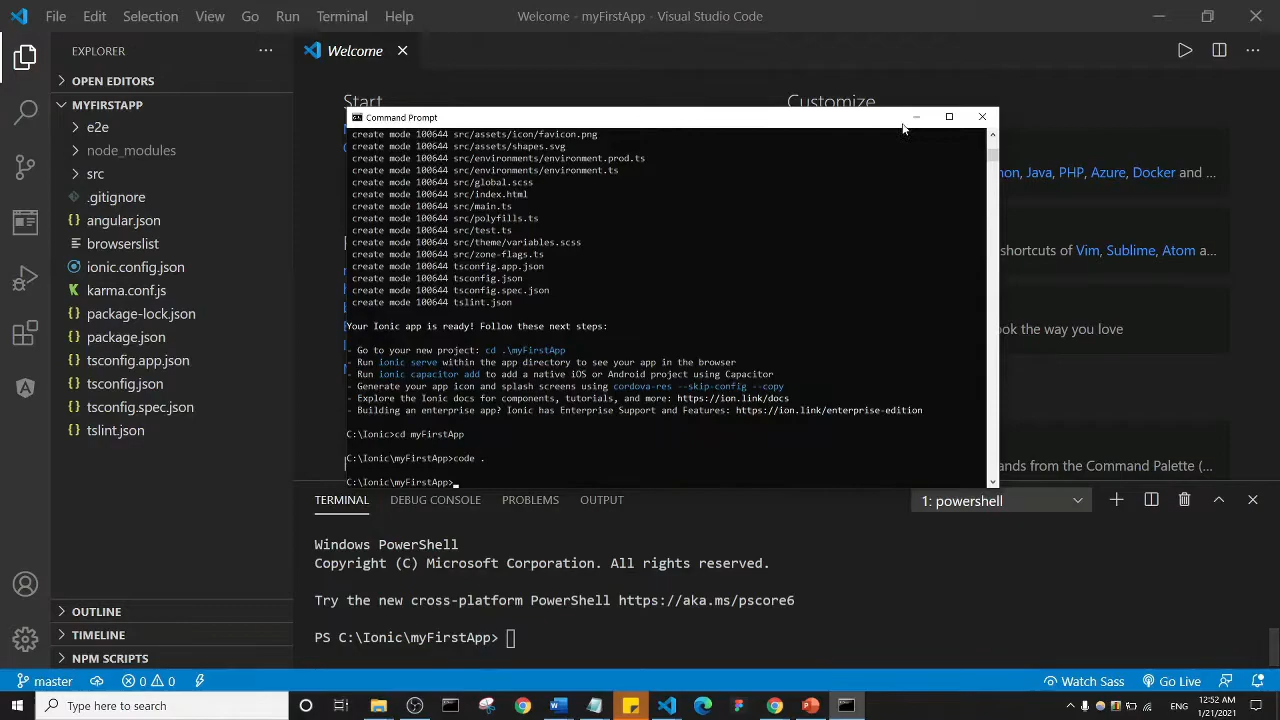 File Edit Selection View Go Run Terminal Help
Welcome - myFirstApp - Visual Studio Code
EXPLORER
OPEN EDITORS
MYFIRSTAPP
e2e
node_modules
src
.gitignore
angular.json
browserslist
ionic.config.json
karma.conf.js
package-lock.json
package.json
tsconfig.app.json
tsconfig.json
tsconfig.spec.json
tslint.json
OUTLINE
TIMELINE
NPM SCRIPTS
Welcome
Start
Customize
Java, PHP, Azure, Docker and ...
shortcuts of Vim, Sublime, Atom and ...
the way you love
from the Command Palette (...
Command Prompt
create mode 100644 src/assets/icon/favicon.png
create mode 100644 src/assets/shapes.svg
create mode 100644 src/environments/environment.prod.ts
create mode 100644 src/environments/environment.ts
create mode 100644 src/global.scss
create mode 100644 src/index.html
create mode 100644 src/main.ts
create mode 100644 src/polyfills.ts
create mode 100644 src/test.ts
create mode 100644 src/theme/variables.scss
create mode 100644 src/zone-flags.ts
create mode 100644 tsconfig.app.json
create mode 100644 tsconfig.json
create mode 100644 tsconfig.spec.json
create mode 100644 tslint.json
Your Ionic app is ready! Follow these next steps:
- Go to your new project: cd .\myFirstApp
- Run ionic serve within the app directory to see your app in the browser
- Run ionic capacitor add to add a native iOS or Android project using Capacitor
- Generate your app icon and splash screens using cordova-res --skip-config --copy
- Explore the Ionic docs for components, tutorials, and more: https://ion.link/docs
- Building an enterprise app? Ionic has Enterprise Support and Features: https://ion.link/enterprise-edition
C:\Ionic>cd myFirstApp
C:\Ionic\myFirstApp>code .
C:\Ionic\myFirstApp>
TERMINAL DEBUG CONSOLE PROBLEMS OUTPUT
1: powershell
Windows PowerShell
Copyright (C) Microsoft Corporation. All rights reserved.
Try the new cross-platform PowerShell https://aka.ms/pscore6
PS C:\Ionic\myFirstApp>
master 0 0
Watch Sass Go Live
Type here to search
ENG
12:52 AM
1/21/2021